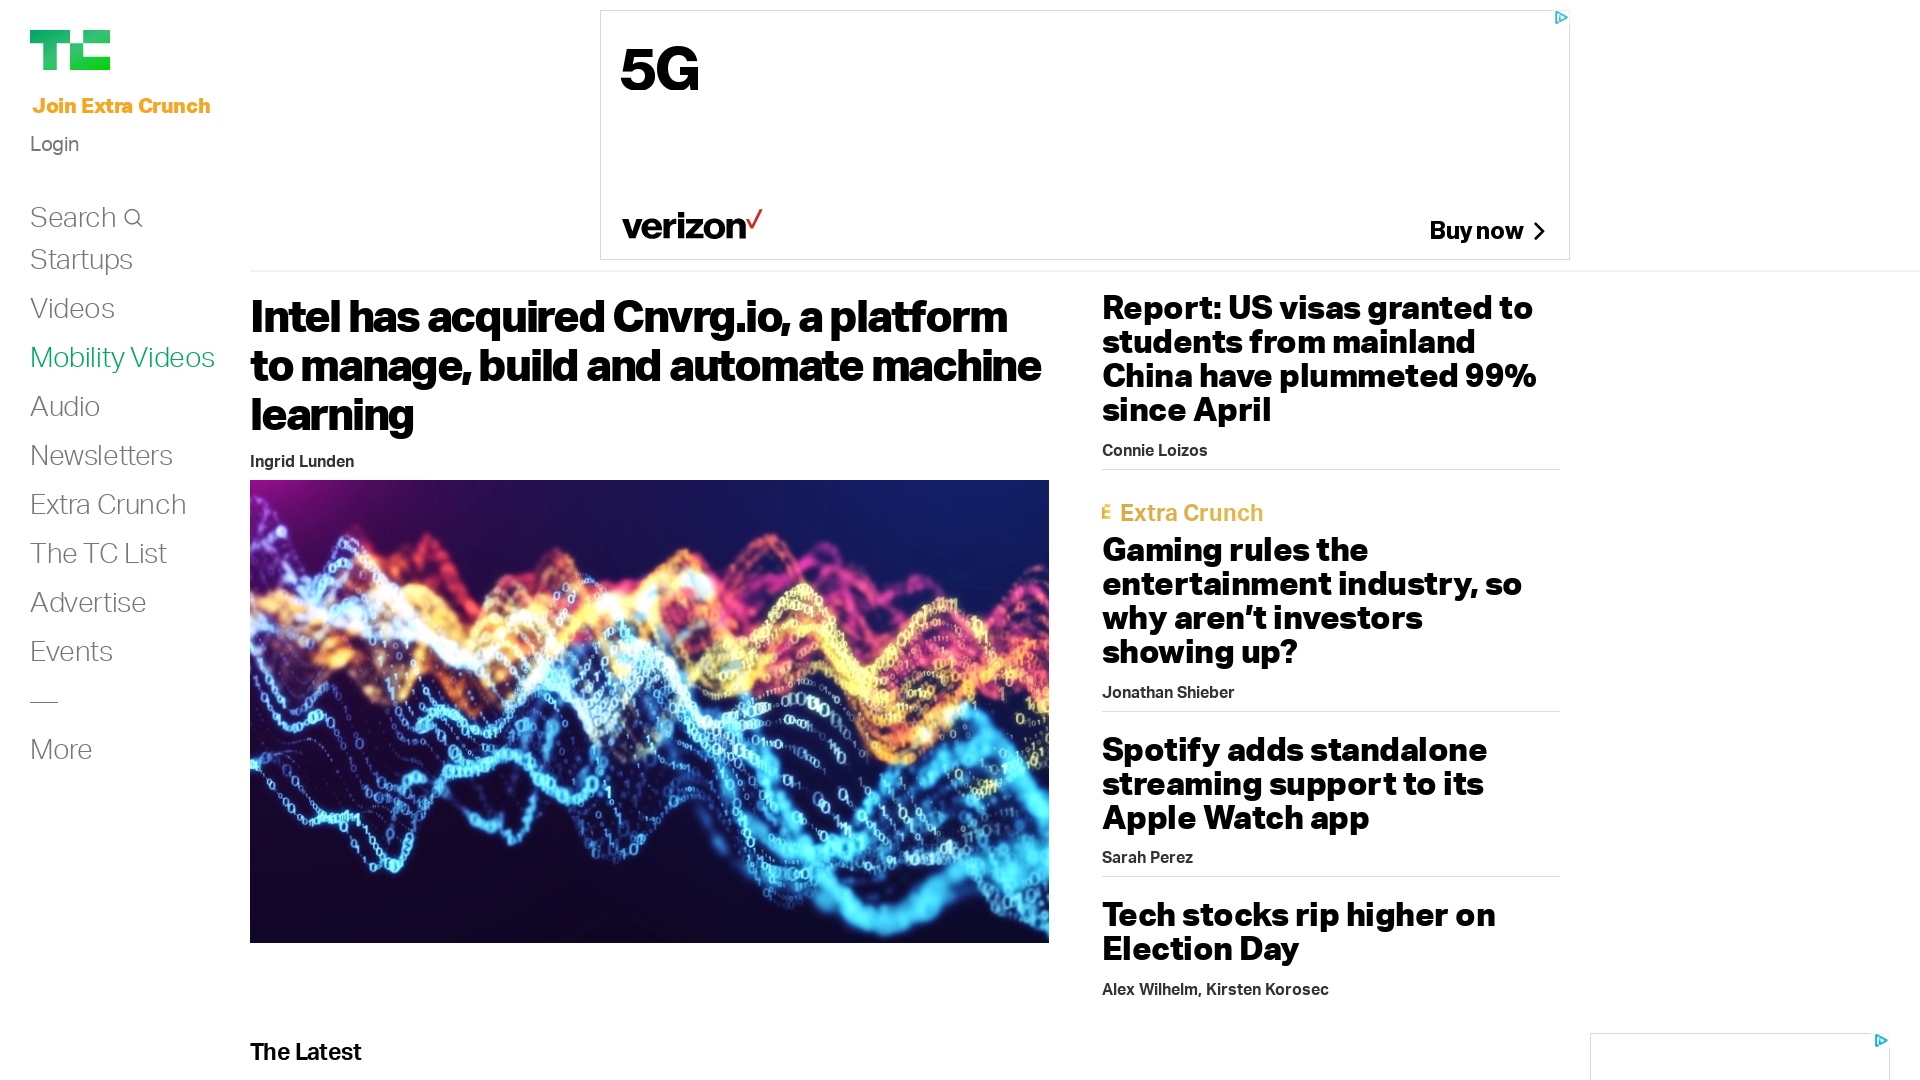 TC
Join Extra Crunch
Login
Search
Startups
Videos
Mobility Videos
Audio
Newsletters
Extra Crunch
The TC List
Advertise
Events
More
5G
verizon
Buy now
Intel has acquired Cnvrg.io, a platform
to manage, build and automate machine
learning
Ingrid Lunden
Report: US visas granted to
students from mainland
China have plummeted 99%
since April
Connie Loizos
Extra Crunch
Gaming rules the
entertainment industry, so
why aren’t investors
showing up?
Jonathan Shieber
Spotify adds standalone
streaming support to its
Apple Watch app
Sarah Perez
Tech stocks rip higher on
Election Day
Alex Wilhelm, Kirsten Korosec
The Latest